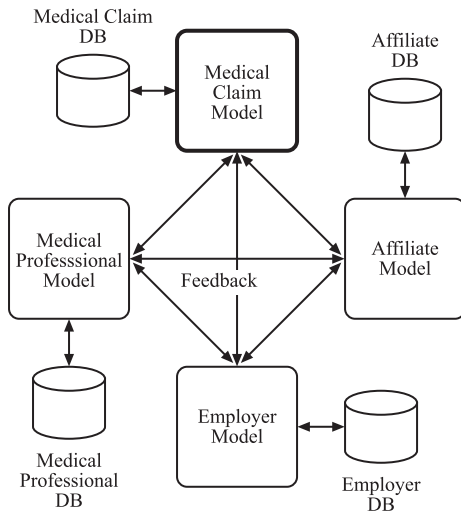 Medical Claim
DB
Medical
Claim
Model
Affiliate
DB
Medical
Professsional
Model
Feedback
Affiliate
Model
Employer
Model
Medical
Professional
DB
Employer
DB